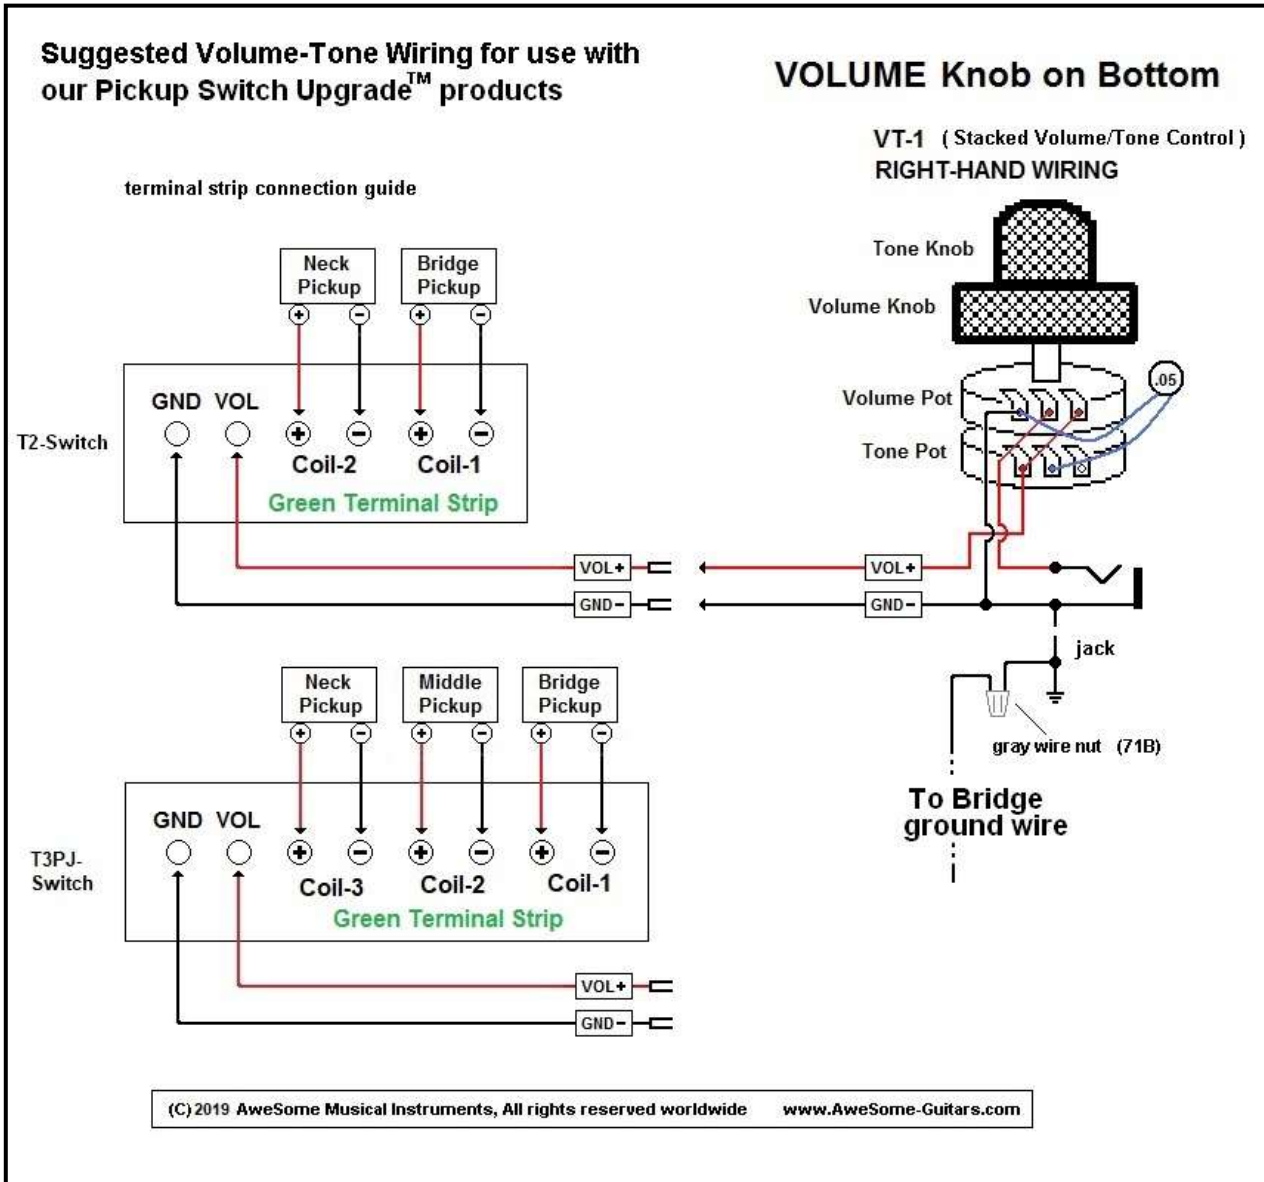 Suggested Volume-Tone Wiring for use with
our Pickup Switch Upgrade™ products
VOLUME Knob on Bottom
VT-1 ( Stacked Volume/Tone Control )
RIGHT-HAND WIRING
terminal strip connection guide
Tone Knob
Volume Knob
Volume Pot
.05
Tone Pot
Neck
Pickup
Bridge
Pickup
+ − + −
GND VOL
T2-Switch
+ − + −
Coil-2 Coil-1
Green Terminal Strip
VOL+
VOL+
GND−
GND−
jack
gray wire nut (71B)
To Bridge
ground wire
Neck
Pickup
Middle
Pickup
Bridge
Pickup
+ − + − + −
GND VOL
T3PJ-
Switch
+ − + − + −
Coil-3 Coil-2 Coil-1
Green Terminal Strip
VOL+
GND−
(C) 2019 AweSome Musical Instruments, All rights reserved worldwide www.AweSome-Guitars.com